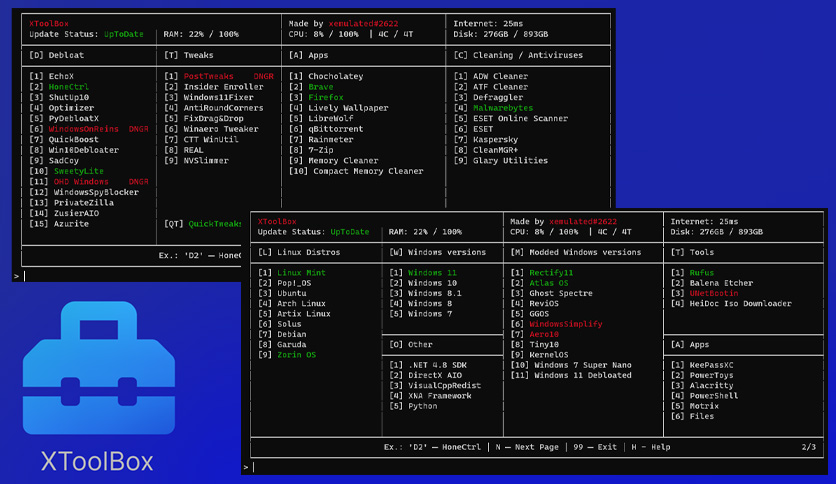 XToolBox
Update Status: UpToDate
RAM: 22% / 100%
Made by xemulated#2622
CPU: 8% / 100% | 4C / 4T
Internet: 25ms
Disk: 276GB / 893GB
[D] Debloat
[1] EchoX
[2] HoneCtrl
[3] ShutUp10
[4] Optimizer
[5] PyDebloatX
[6] WindowsOnReins DNGR
[7] QuickBoost
[8] Win10Debloater
[9] SadCoy
[10] SweetyLite
[11] OHD Windows DNGR
[12] WindowsSpyBlocker
[13] PrivateZilla
[14] ZusierAIO
[15] Azurite
[T] Tweaks
[1] PostTweaks DNGR
[2] Insider Enroller
[3] Windows11Fixer
[4] AntiRoundCorners
[5] FixDrag&Drop
[6] Winaero Tweaker
[7] CTT WinUtil
[8] REAL
[9] NVSlimmer
[QT] QuickTweaks
[A] Apps
[1] Chocholatey
[2] Brave
[3] Firefox
[4] Lively Wallpaper
[5] LibreWolf
[6] qBittorrent
[7] Rainmeter
[8] 7-Zip
[9] Memory Cleaner
[10] Compact Memory Cleaner
[C] Cleaning / Antiviruses
[1] ADW Cleaner
[2] ATF Cleaner
[3] Defraggler
[4] Malwarebytes
[5] ESET Online Scanner
[6] ESET
[7] Kaspersky
[8] CleanMGR+
[9] Glary Utilities
Ex.: 'D2' — HoneC
>
XToolBox
Update Status: UpToDate
RAM: 22% / 100%
Made by xemulated#2622
CPU: 8% / 100% | 4C / 4T
Internet: 25ms
Disk: 276GB / 893GB
[L] Linux Distros
[1] Linux Mint
[2] Pop!_OS
[3] Ubuntu
[4] Arch Linux
[5] Artix Linux
[6] Solus
[7] Debian
[8] Garuda
[9] Zorin OS
[W] Windows versions
[1] Windows 11
[2] Windows 10
[3] Windows 8.1
[4] Windows 8
[5] Windows 7
[O] Other
[1] .NET 4.8 SDK
[2] DirectX AIO
[3] VisualCppRedist
[4] XNA Framework
[5] Python
[M] Modded Windows versions
[1] Rectify11
[2] Atlas OS
[3] Ghost Spectre
[4] ReviOS
[5] GGOS
[6] WindowsSimplify
[7] Aero10
[8] Tiny10
[9] KernelOS
[10] Windows 7 Super Nano
[11] Windows 11 Debloated
[T] Tools
[1] Rufus
[2] Balena Etcher
[3] UNetBootin
[4] HeiDoc Iso Downloader
[A] Apps
[1] KeePassXC
[2] PowerToys
[3] Alacritty
[4] PowerShell
[5] Motrix
[6] Files
Ex.: 'D2' — HoneCtrl | N — Next Page | 99 — Exit | H - Help
2/3
>
XToolBox